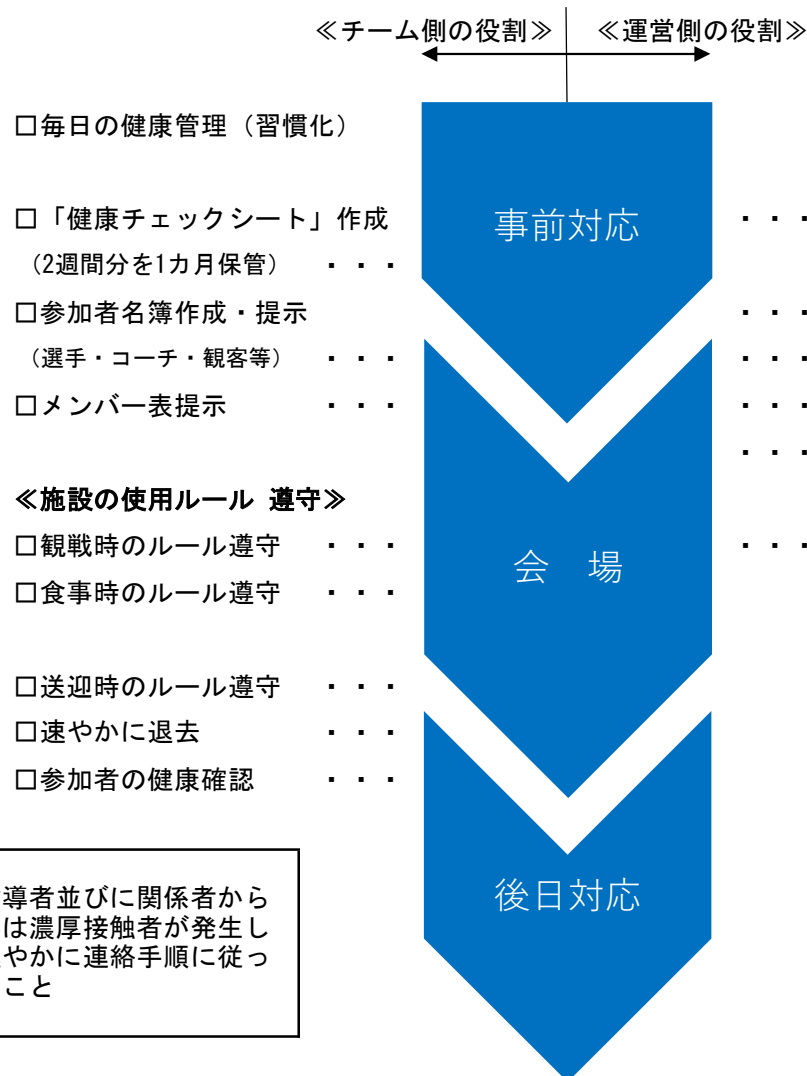 ≪チーム側の役割≫ ≪運営側の役割≫
□毎日の健康管理（習慣化）
□「健康チェックシート」作成 ・・・
（2週間分を1カ月保管） ・・・
□参加者名簿作成・提示 ・・・
（選手・コーチ・観客等） ・・・ ・・・
□メンバー表提示 ・・・ ・・・
・・・
≪施設の使用ルール 遵守≫
□観戦時のルール遵守 ・・・ ・・・
□食事時のルール遵守 ・・・
□送迎時のルール遵守 ・・・
□速やかに退去 ・・・
□参加者の健康確認 ・・・
事前対応
会 場
後日対応
導者並びに関係者から
は濃厚接触者が発生し
やかに連絡手順に従っ
こと